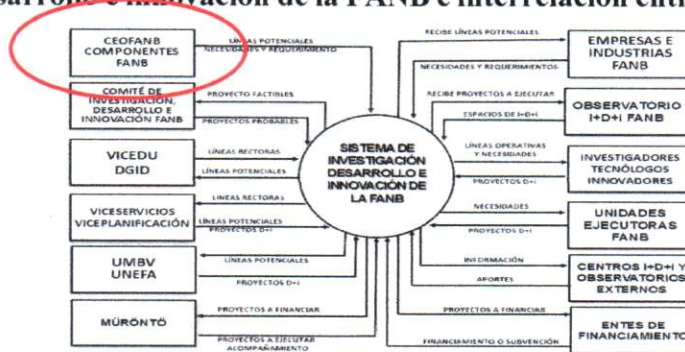 sarrollo e innovación de la FANB e interrelación entr
CEOFANB
COMPONENTES
FANB
LÍNEAS POTENCIALES
NECESIDADES Y REQUERIMIENTO
COMITÉ DE
INVESTIGACIÓN,
DESARROLLO E
INNOVACIÓN FANB
PROYECTO FACTIBLES
PROYECTOS PROBABLES
VICEDU
DGID
LÍNEAS RECTORAS
LÍNEAS POTENCIALES
VICESERVICIOS
VICEPLANIFICACIÓN
LÍNEAS RECTORAS
LÍNEAS POTENCIALES
PROYECTOS D+I
UMBV
UNEFA
LÍNEAS POTENCIALES
PROYECTOS D+I
MÜRÖNTÖ
PROYECTOS A FINANCIAR
PROYECTOS A EJECUTAR
ACOMPAÑAMIENTO
SISTEMA DE
INVESTIGACIÓN
DESARROLLO E
INNOVACIÓN DE
LA FANB
RECIBE LÍNEAS POTENCIALES
NECESIDADES Y REQUERIMIENTOS
EMPRESAS E
INDUSTRIAS
FANB
RECIBE PROYECTOS A EJECUTAR
ESPACIOS DE I+D+i
OBSERVATORIO
I+D+i FANB
LÍNEAS OPERATIVAS
Y NECESIDADES
PROYECTOS D+I
INVESTIGADORES
TECNÓLOGOS
INNOVADORES
NECESIDADES
PROYECTOS D+I
UNIDADES
EJECUTORAS
FANB
INFORMACIÓN
APORTES
CENTROS I+D+i Y
OBSERVATORIOS
EXTERNOS
PROYECTOS A FINANCIAR
FINANCIAMIENTO O SUBVENCIÓN
ENTES DE
FINANCIAMIENTO